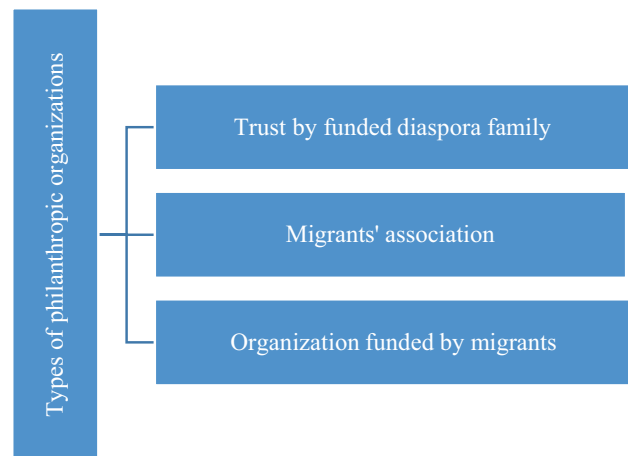 Types of philanthropic organizations
Trust by funded diaspora family
Migrants' association
Organization funded by migrants